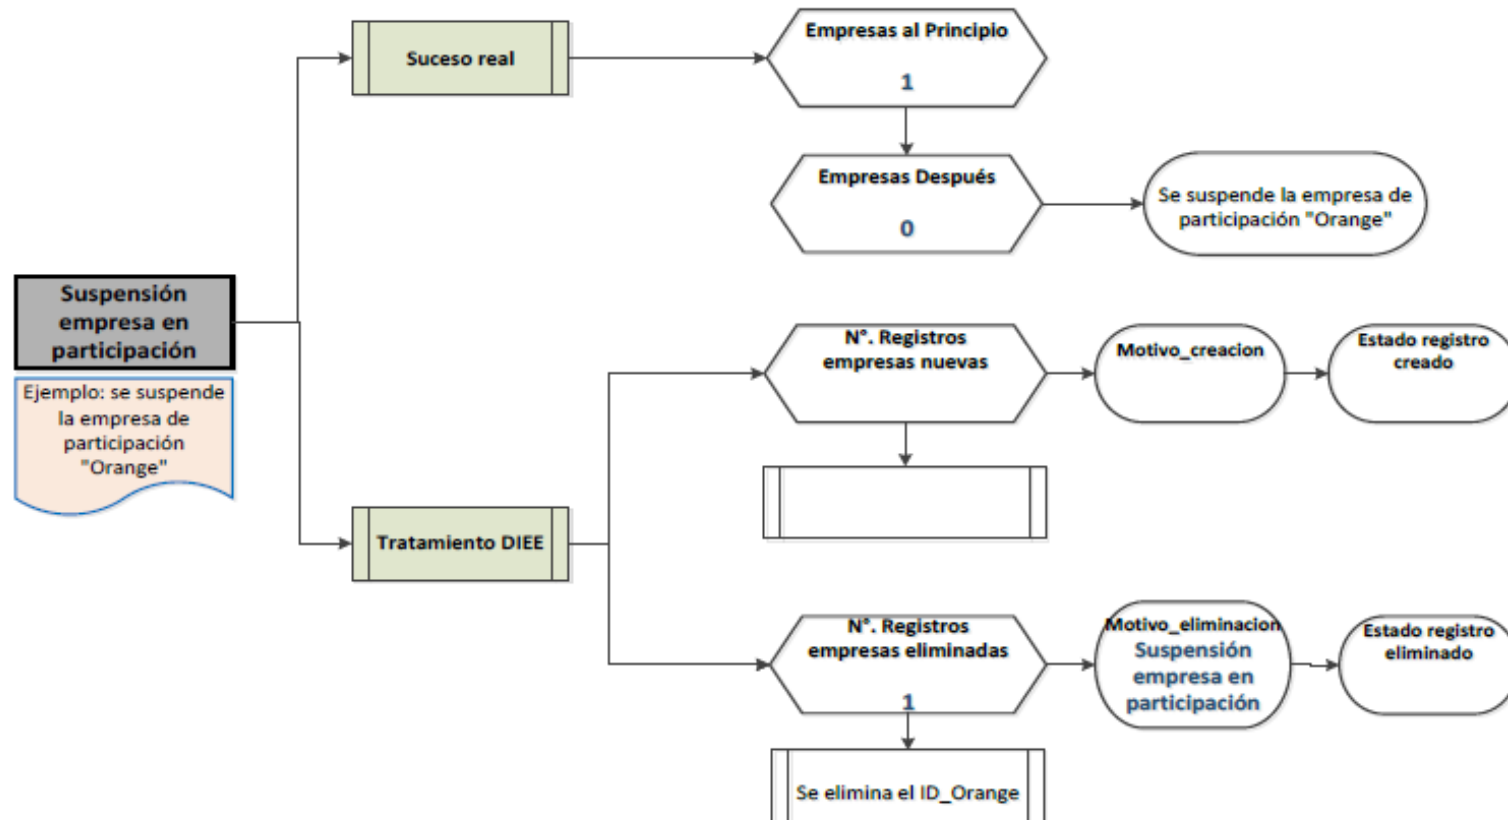 Suceso real
Empresas al Principio
1
Empresas Después
0
Se suspende la empresa de
participación "Orange"
Suspensión
empresa en
participación
Ejemplo: se suspende
la empresa de
participación
"Orange"
Tratamiento DIEE
N°. Registros
empresas nuevas
Motivo_creacion
Estado registro
creado
N°. Registros
empresas eliminadas
1
Motivo_eliminacion
Suspensión
empresa en
participación
Estado registro
eliminado
Se elimina el ID_Orange